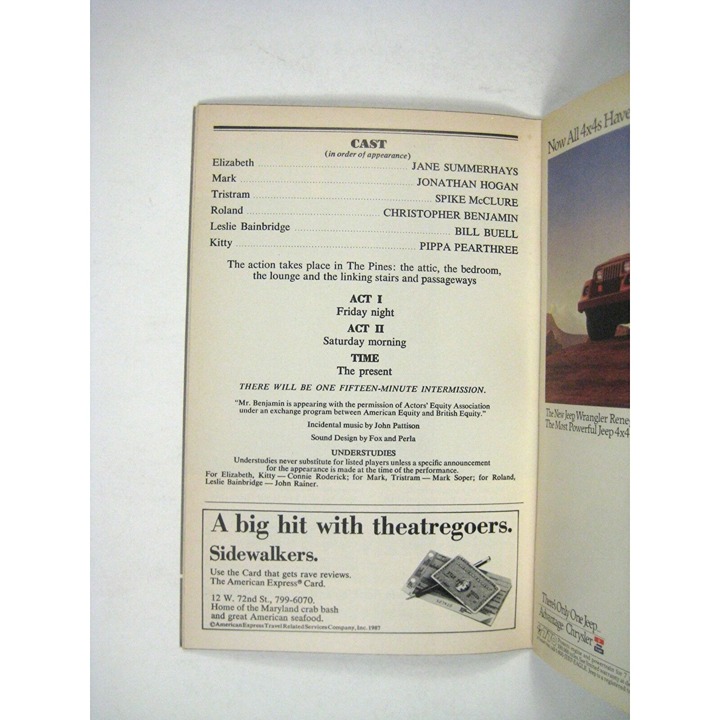 CAST
(in order of appearance)
Elizabeth JANE SUMMERHAYS
Mark JONATHAN HOGAN
Tristram SPIKE McCLURE
Roland CHRISTOPHER BENJAMIN
Leslie Bainbridge BILL BUELL
Kitty PIPPA PEARTHREE
The action takes place in The Pines: the attic, the bedroom,
the lounge and the linking stairs and passageways
ACT I
Friday night
ACT II
Saturday morning
TIME
The present
THERE WILL BE ONE FIFTEEN-MINUTE INTERMISSION.
"Mr. Benjamin is appearing with the permission of Actors' Equity Association
under an exchange program between American Equity and British Equity."
Incidental music by John Pattison
Sound Design by Fox and Perla
UNDERSTUDIES
Understudies never substitute for listed players unless a specific announcement
for the appearance is made at the time of the performance.
For Elizabeth, Kitty — Connie Roderick; for Mark, Tristram — Mark Soper; for Roland,
Leslie Bainbridge — John Rainer.
A big hit with theatregoers.
Sidewalkers.
Use the Card that gets rave reviews.
The American Express® Card.
12 W. 72nd St., 799-6070.
Home of the Maryland crab bash
and great American seafood.
©American Express Travel Related Services Company, Inc. 1987
Now All 4x4s Have
The New Jeep Wrangler Rene
The Most Powerful Jeep 4x4
There's Only One Jeep...
Advantage: Chrysler